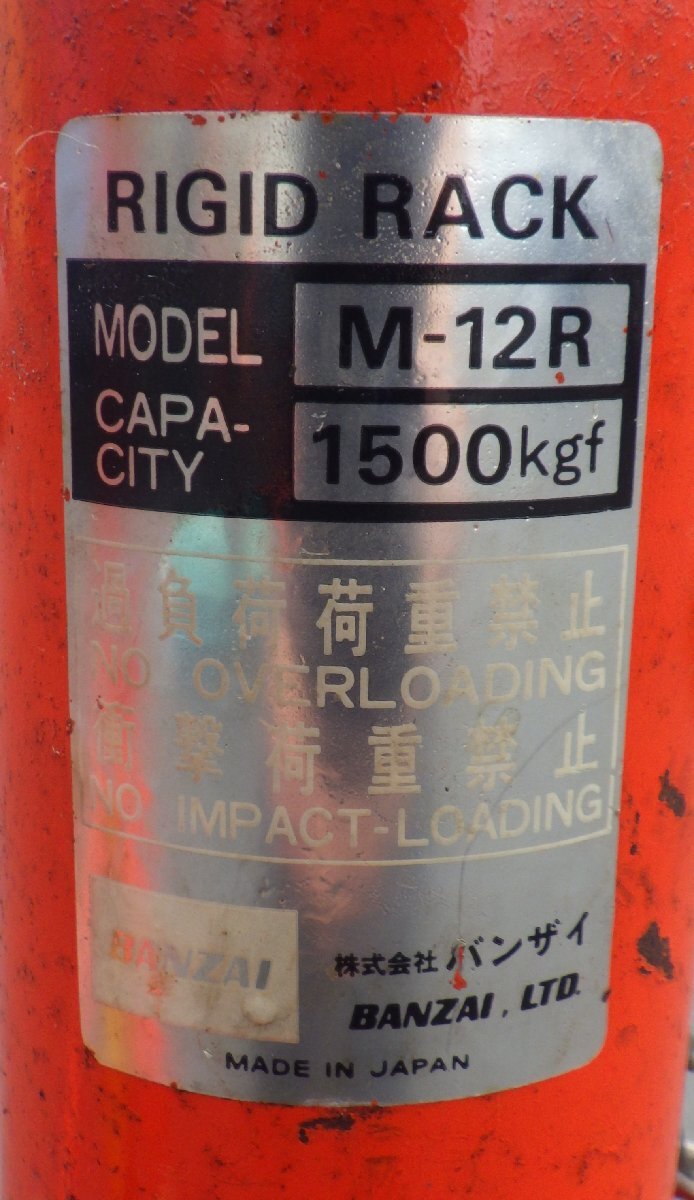 RIGID RACK
MODEL M-12R
CAPA-
CITY 1500kgf
過負荷荷重禁止
NO OVERLOADING
衝撃荷重禁止
NO IMPACT-LOADING
BANZAI
株式会社 バンザイ
BANZAI, LTD.
MADE IN JAPAN